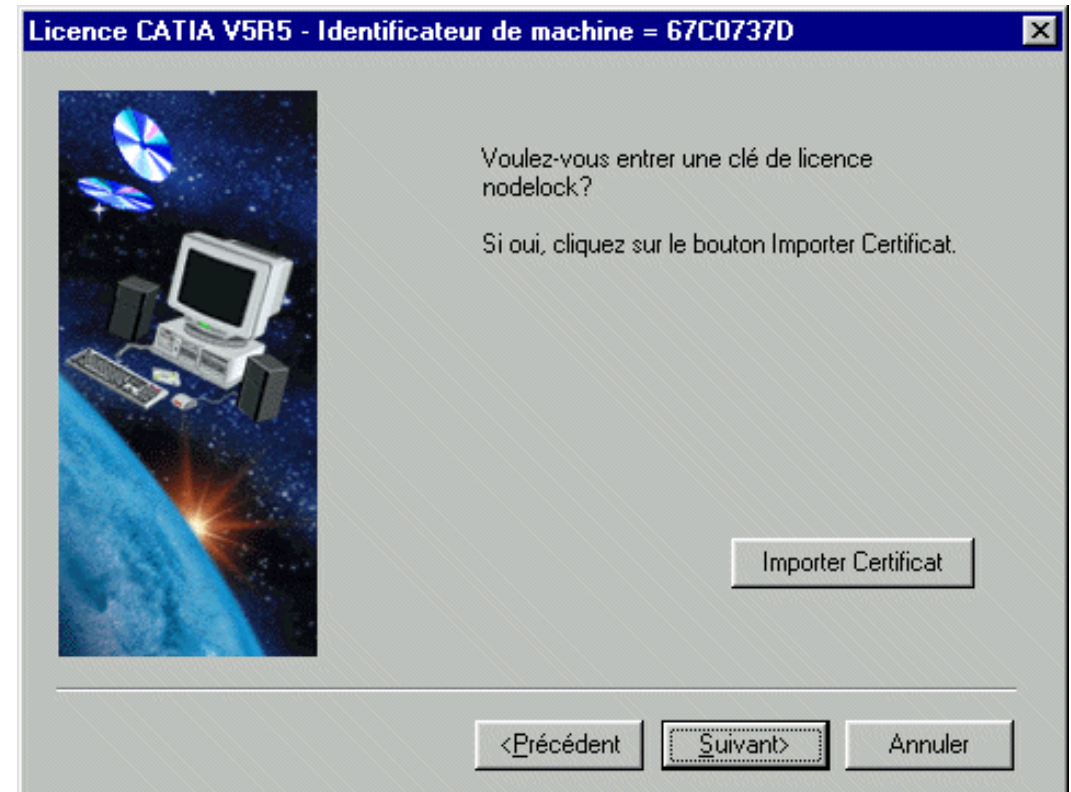 Licence CATIA V5R5 - Identificateur de machine = 67C0737D
Voulez-vous entrer une clé de licence
nodelock?
Si oui, cliquez sur le bouton Importer Certificat.
Importer Certificat
<Précédent
Suivant>
Annuler